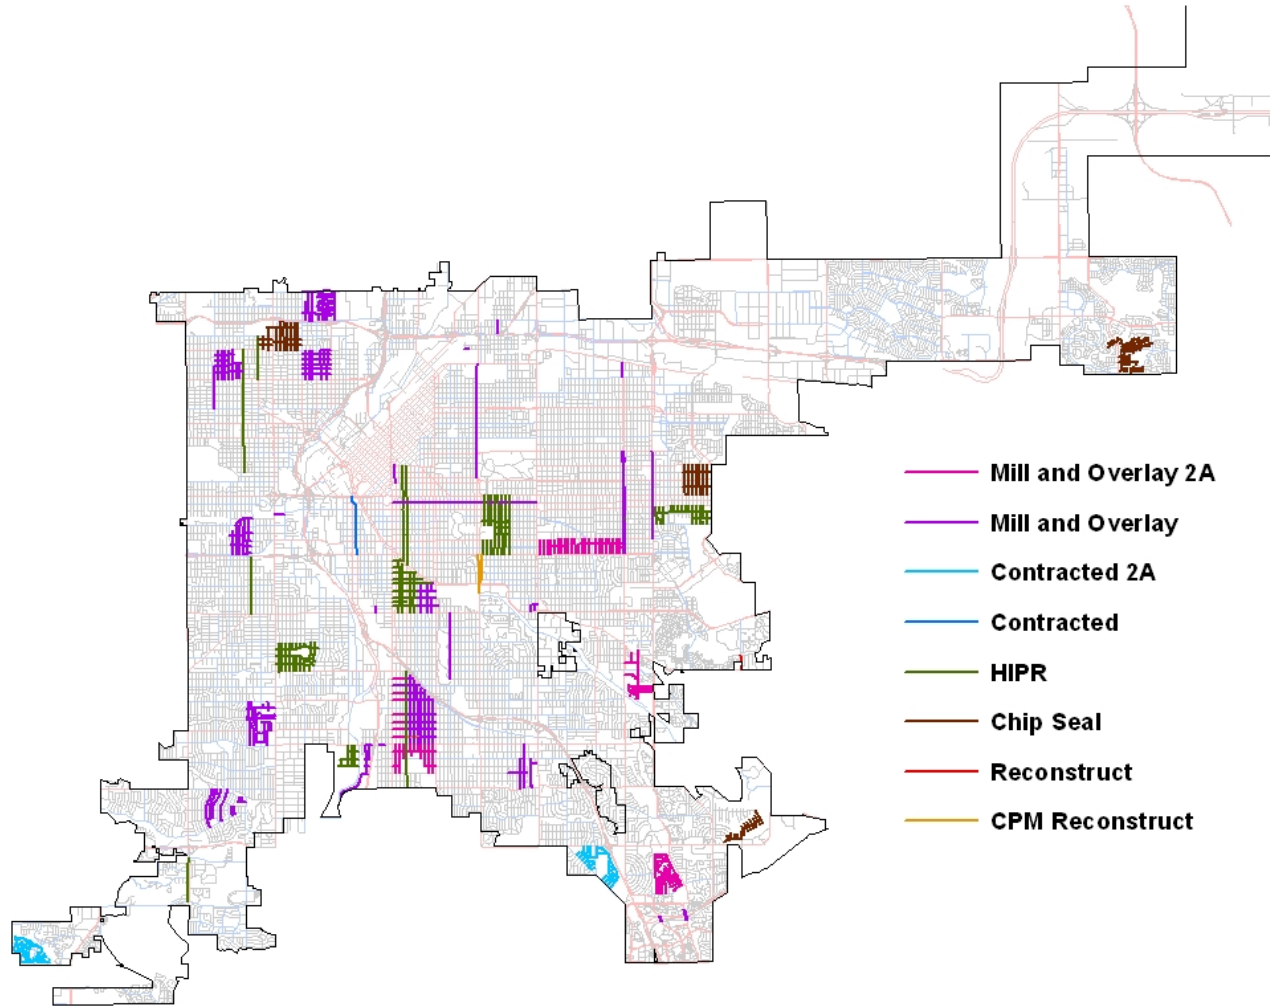 Mill and Overlay 2A
Mill and Overlay
Contracted 2A
Contracted
HIPR
Chip Seal
Reconstruct
CPM Reconstruct